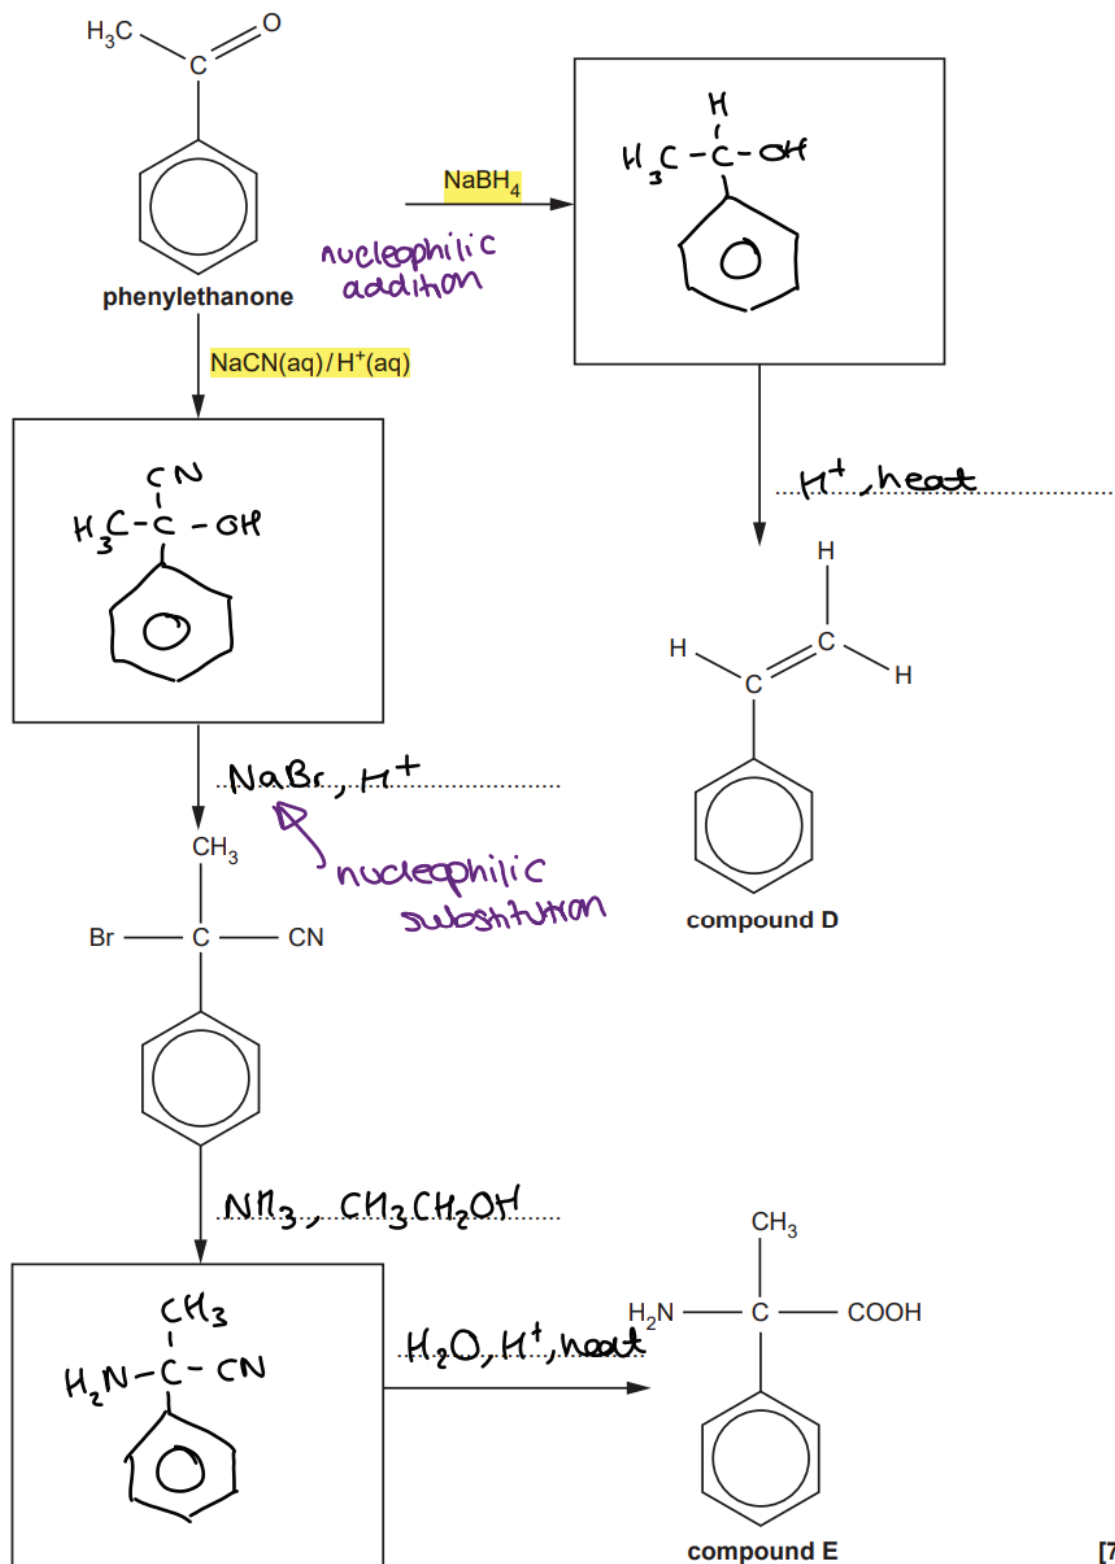 H₃C
O
C
phenylethanone
NaBH₄
nucleophilic
addition
H
H₃C-C-OH
NaCN(aq)/H⁺(aq)
CN
H₃C-C-OH
H⁺, heat
H
H
C
C
H
compound D
NaBr, H⁺
nucleophilic
substitution
CH₃
Br
C
CN
NH₃, CH₃CH₂OH
CH₃
H₂N-C-CN
H₂O, H⁺, heat
CH₃
H₂N
C
COOH
compound E
[7